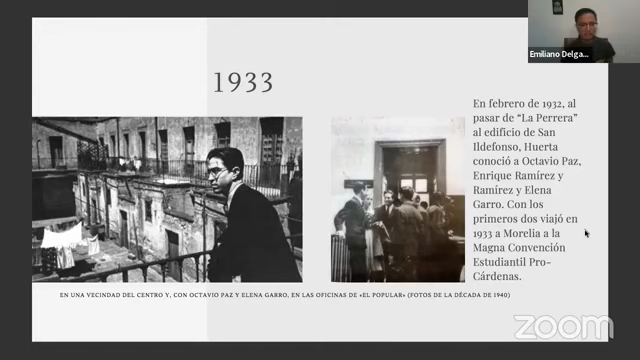 Emiliano Delga...
1933
En febrero de 1932, al
pasar de “La Perrera”
al edificio de San
Ildefonso, Huerta
conoció a Octavio Paz,
Enrique Ramírez y
Ramírez y Elena
Garro. Con los
primeros dos viajó en
1933 a Morelia a la
Magna Convención
Estudiantil Pro-
Cárdenas.
EN UNA VECINDAD DEL CENTRO Y, CON OCTAVIO PAZ Y ELENA GARRO, EN LAS OFICINAS DE «EL POPULAR» (FOTOS DE LA DÉCADA DE 1940)
zoom